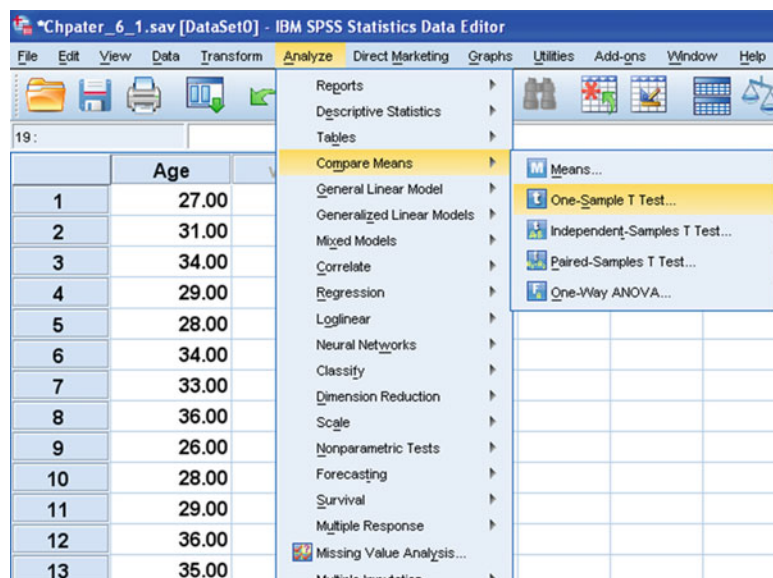 *Chpater_6_1.sav [DataSet0] - IBM SPSS Statistics Data Editor
File Edit View Data Transform Analyze Direct Marketing Graphs Utilities Add-ons Window Help
19:
Age
1 27.00
2 31.00
3 34.00
4 29.00
5 28.00
6 34.00
7 33.00
8 36.00
9 26.00
10 28.00
11 29.00
12 36.00
13 35.00
Reports
Descriptive Statistics
Tables
Compare Means
General Linear Model
Generalized Linear Models
Mixed Models
Correlate
Regression
Loglinear
Neural Networks
Classify
Dimension Reduction
Scale
Nonparametric Tests
Forecasting
Survival
Multiple Response
Missing Value Analysis...
Multiple Imputation
Means...
One-Sample T Test...
Independent-Samples T Test...
Paired-Samples T Test...
One-Way ANOVA...